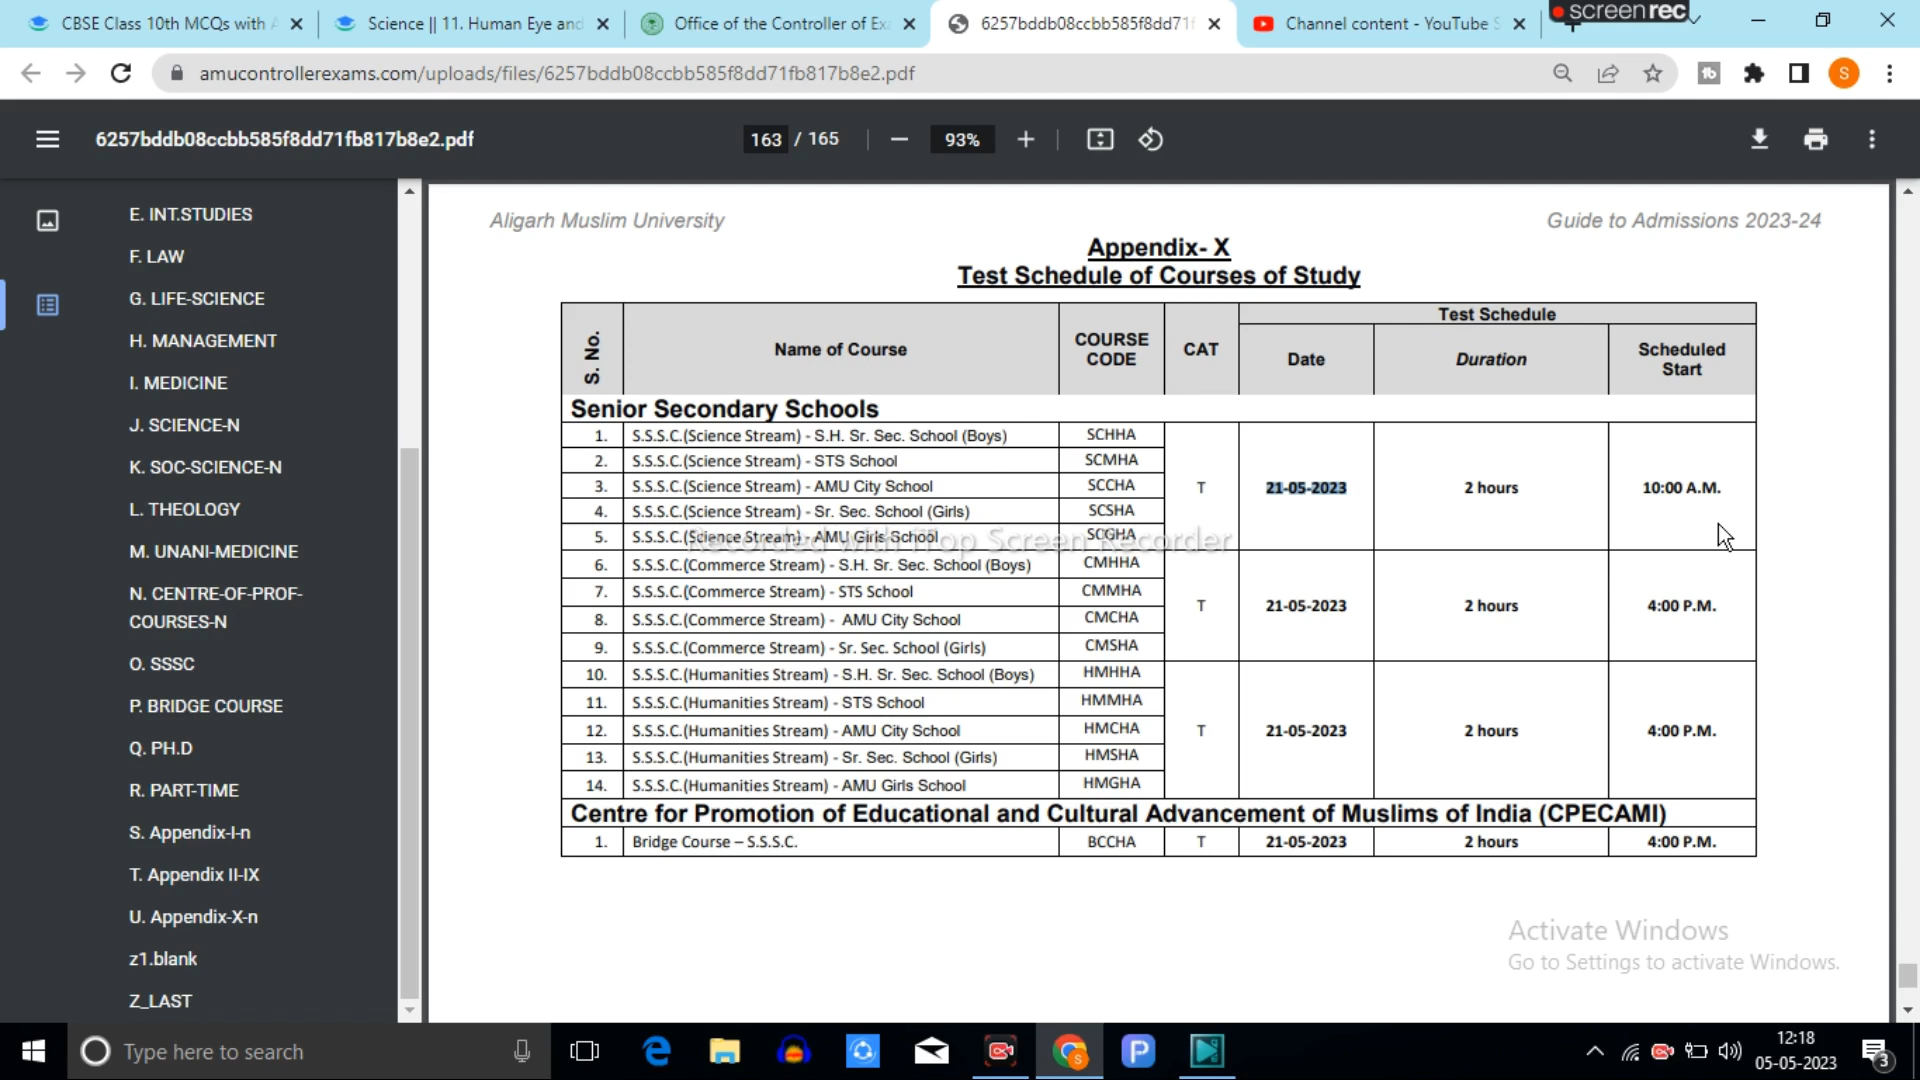 CBSE Class 10th MCQs with
Science || 11. Human Eye and
Office of the Controller of Exa
6257bddb08ccbb585f8dd71f
Channel content - YouTube S
screen rec
amucontrollerexams.com/uploads/files/6257bddb08ccbb585f8dd71fb817b8e2.pdf
S
6257bddb08ccbb585f8dd71fb817b8e2.pdf
163 / 165
93%
E. INT.STUDIES
F. LAW
G. LIFE-SCIENCE
H. MANAGEMENT
I. MEDICINE
J. SCIENCE-N
K. SOC-SCIENCE-N
L. THEOLOGY
M. UNANI-MEDICINE
N. CENTRE-OF-PROF-
COURSES-N
O. SSSC
P. BRIDGE COURSE
Q. PH.D
R. PART-TIME
S. Appendix-I-n
T. Appendix II-IX
U. Appendix-X-n
z1.blank
Z_LAST
Aligarh Muslim University Guide to Admissions 2023-24
Appendix- X
Test Schedule of Courses of Study
S. No. Name of Course COURSE CODE CAT Test Schedule
Date Duration Scheduled Start
Senior Secondary Schools
1. S.S.S.C.(Science Stream) - S.H. Sr. Sec. School (Boys) SCHHA
2. S.S.S.C.(Science Stream) - STS School SCMHA
3. S.S.S.C.(Science Stream) - AMU City School SCCHA T 21-05-2023 2 hours 10:00 A.M.
4. S.S.S.C.(Science Stream) - Sr. Sec. School (Girls) SCSHA
5. S.S.S.C.(Science Stream) - AMU Girls School SCGHA
Recorded with iTop Screen Recorder
6. S.S.S.C.(Commerce Stream) - S.H. Sr. Sec. School (Boys) CMHHA
7. S.S.S.C.(Commerce Stream) - STS School CMMHA T 21-05-2023 2 hours 4:00 P.M.
8. S.S.S.C.(Commerce Stream) - AMU City School CMCHA
9. S.S.S.C.(Commerce Stream) - Sr. Sec. School (Girls) CMSHA
10. S.S.S.C.(Humanities Stream) - S.H. Sr. Sec. School (Boys) HMHHA
11. S.S.S.C.(Humanities Stream) - STS School HMMHA
12. S.S.S.C.(Humanities Stream) - AMU City School HMCHA T 21-05-2023 2 hours 4:00 P.M.
13. S.S.S.C.(Humanities Stream) - Sr. Sec. School (Girls) HMSHA
14. S.S.S.C.(Humanities Stream) - AMU Girls School HMGHA
Centre for Promotion of Educational and Cultural Advancement of Muslims of India (CPECAMI)
1. Bridge Course – S.S.S.C. BCCHA T 21-05-2023 2 hours 4:00 P.M.
Activate Windows
Go to Settings to activate Windows.
Type here to search
12:18
05-05-2023
3